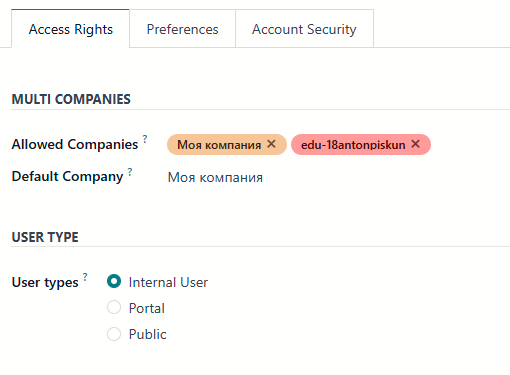 Access Rights Preferences Account Security
MULTI COMPANIES
Allowed Companies ? Моя компания ✕ edu-18antonpiskun ✕
Default Company ? Моя компания
USER TYPE
User types ? Internal User
Portal
Public